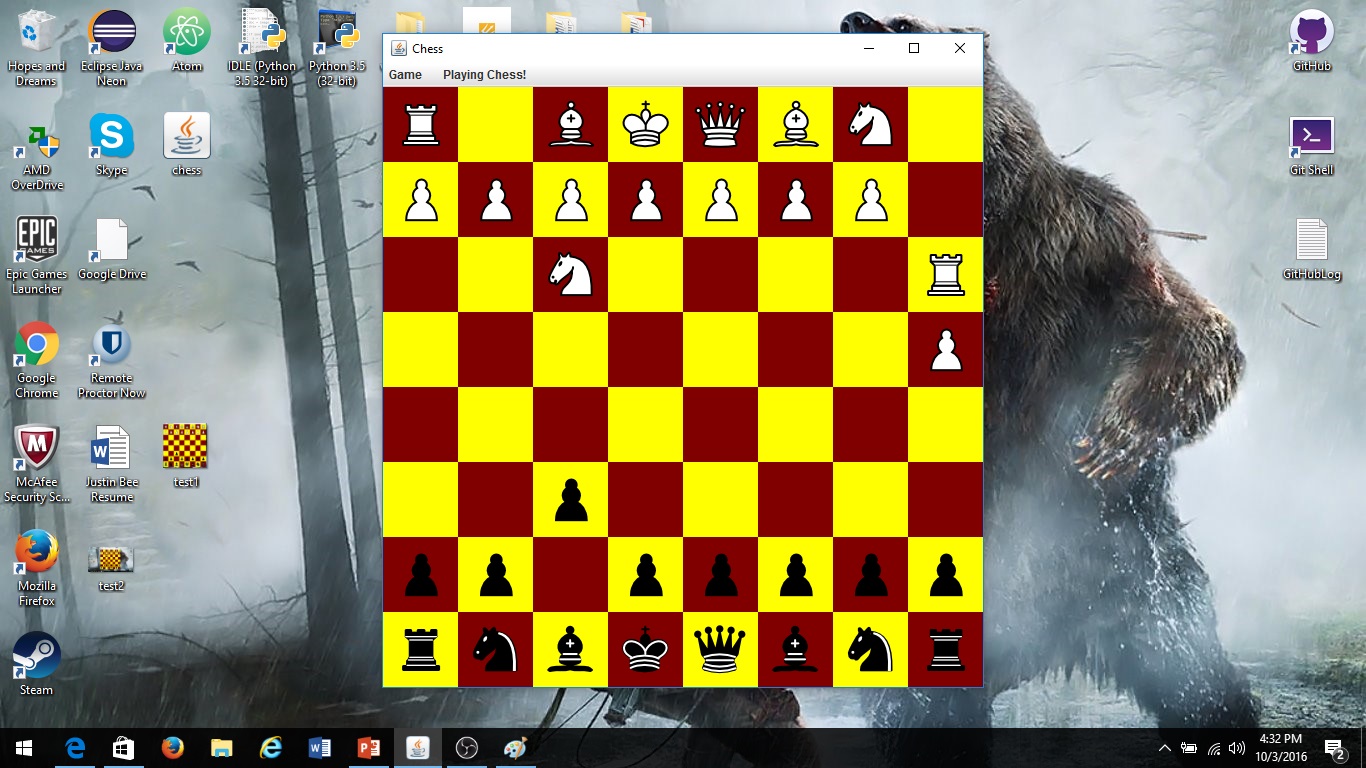 Hopes and
Dreams
Eclipse Java
Neon
Atom
IDLE (Python
3.5 32-bit)
Python 3.5
(32-bit)
Chess
Game
Playing Chess!
GitHub
AMD
OverDrive
Skype
chess
Git Shell
EPIC
GAMES
Epic Games
Launcher
Google Drive
GitHubLog
Google
Chrome
Remote
Proctor Now
McAfee
Security Sc...
Justin Bee
Resume
test1
Mozilla
Firefox
test2
Steam
4:32 PM
10/3/2016
2